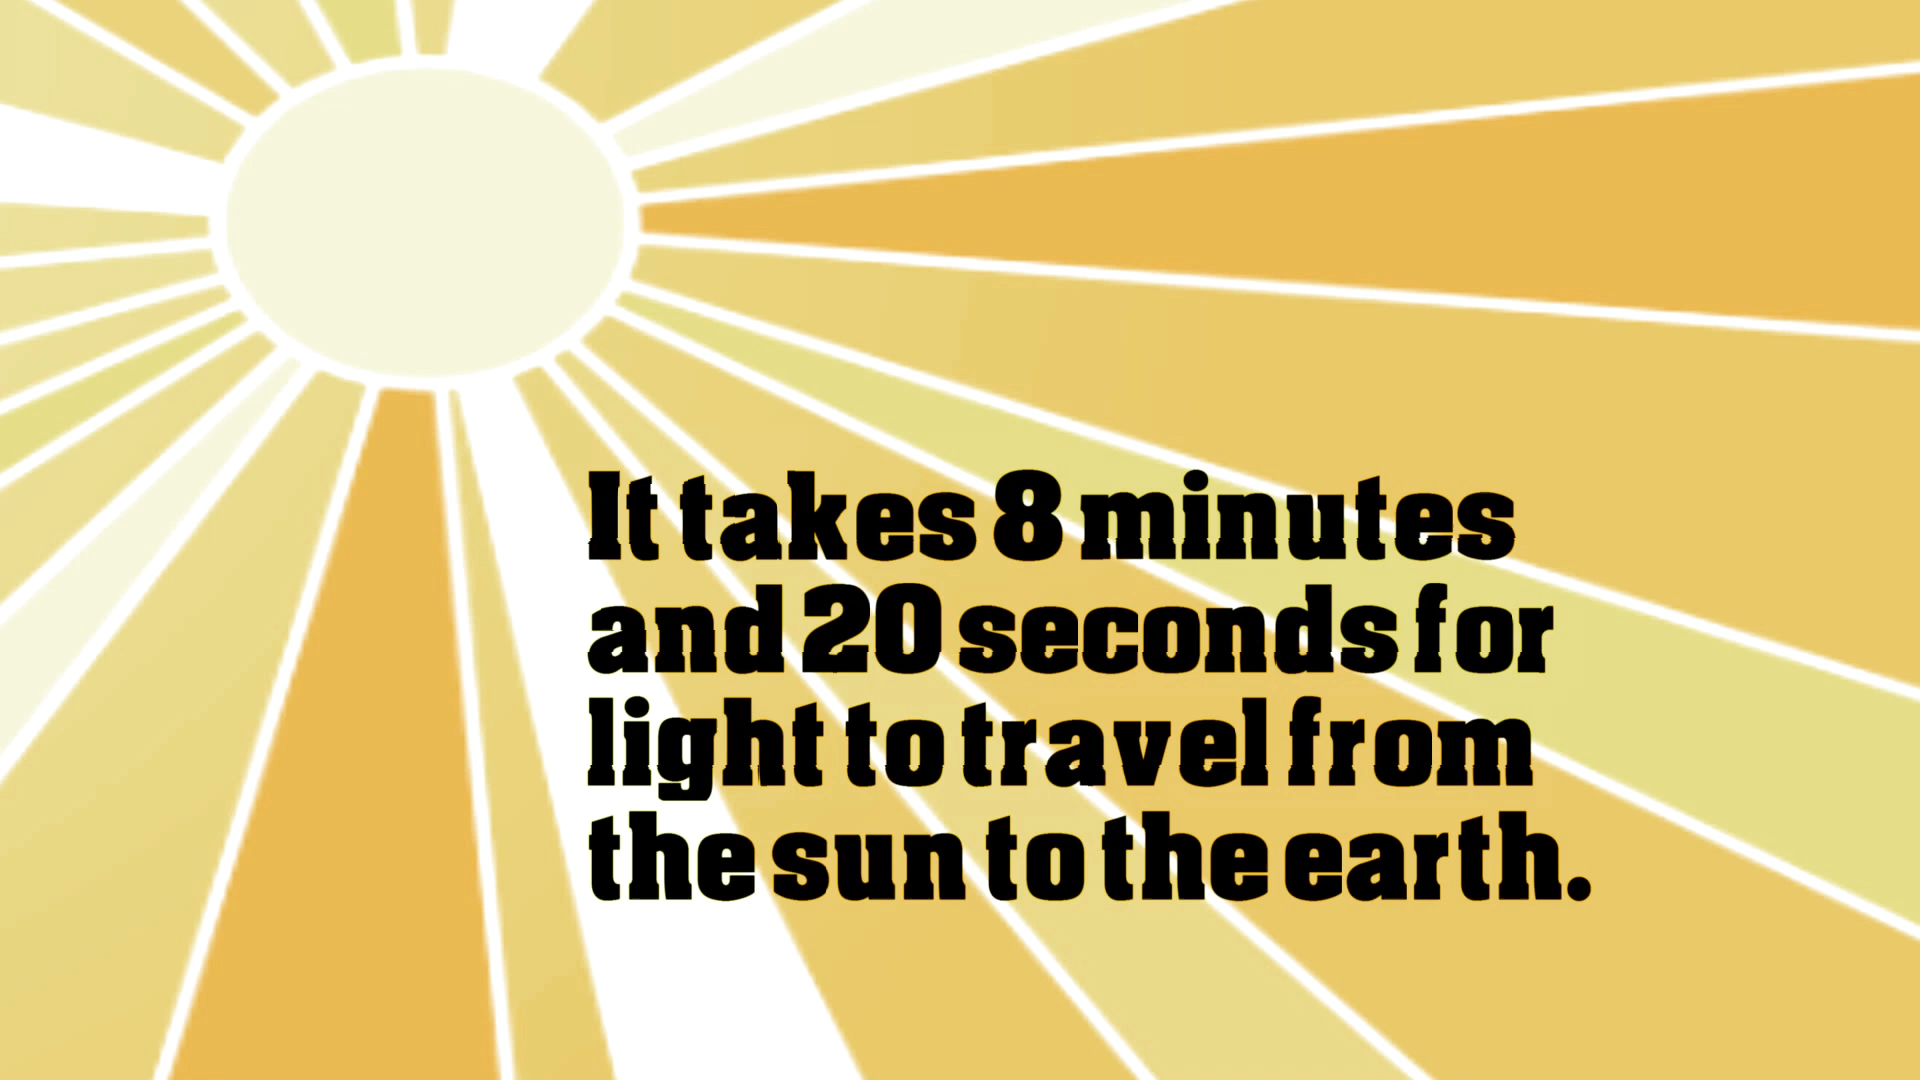 It takes 8 minutes
and 20 seconds for
light to travel from
the sun to the earth.